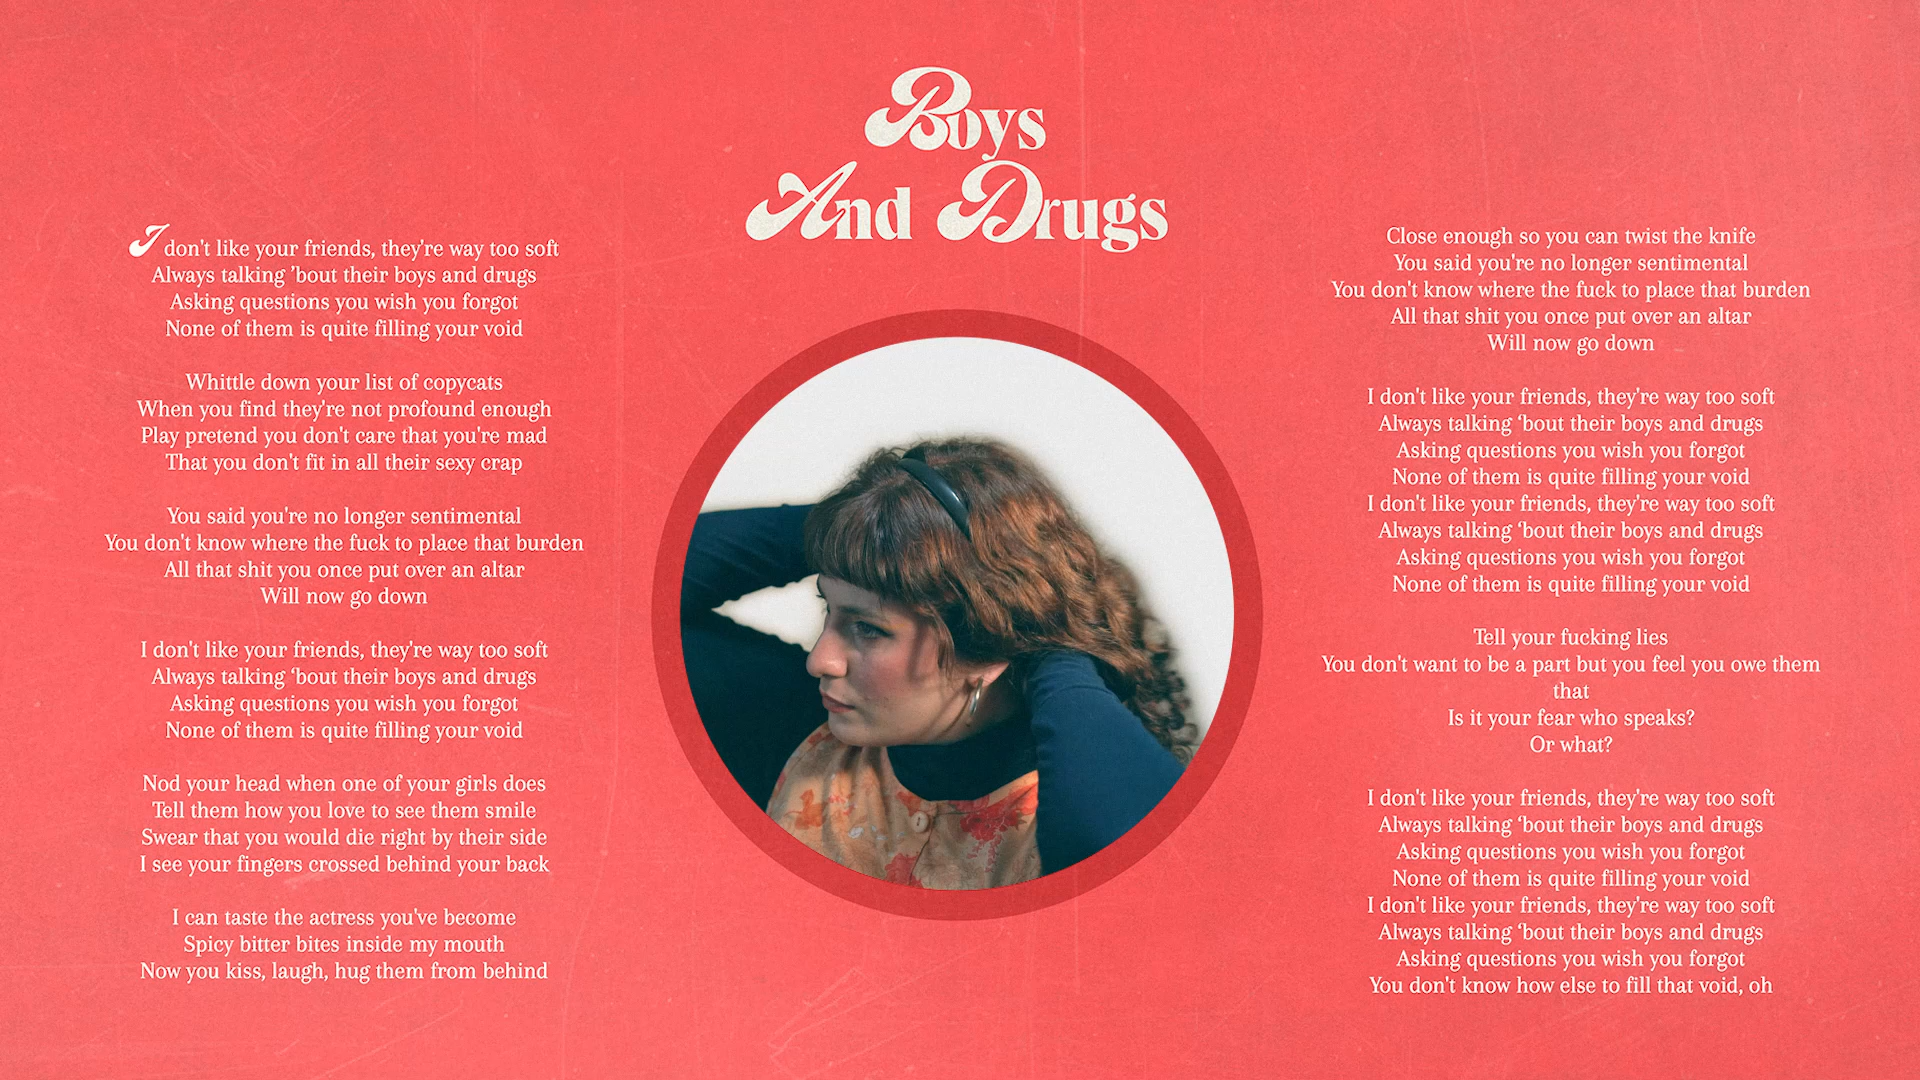 Boys
And Drugs
I don't like your friends, they're way too soft
Always talking ’bout their boys and drugs
Asking questions you wish you forgot
None of them is quite filling your void
Whittle down your list of copycats
When you find they're not profound enough
Play pretend you don't care that you're mad
That you don't fit in all their sexy crap
You said you're no longer sentimental
You don't know where the fuck to place that burden
All that shit you once put over an altar
Will now go down
I don't like your friends, they're way too soft
Always talking ‘bout their boys and drugs
Asking questions you wish you forgot
None of them is quite filling your void
Nod your head when one of your girls does
Tell them how you love to see them smile
Swear that you would die right by their side
I see your fingers crossed behind your back
I can taste the actress you've become
Spicy bitter bites inside my mouth
Now you kiss, laugh, hug them from behind
Close enough so you can twist the knife
You said you're no longer sentimental
You don't know where the fuck to place that burden
All that shit you once put over an altar
Will now go down
I don't like your friends, they're way too soft
Always talking ‘bout their boys and drugs
Asking questions you wish you forgot
None of them is quite filling your void
I don't like your friends, they're way too soft
Always talking ‘bout their boys and drugs
Asking questions you wish you forgot
None of them is quite filling your void
Tell your fucking lies
You don't want to be a part but you feel you owe them
that
Is it your fear who speaks?
Or what?
I don't like your friends, they're way too soft
Always talking ‘bout their boys and drugs
Asking questions you wish you forgot
None of them is quite filling your void
I don't like your friends, they're way too soft
Always talking ‘bout their boys and drugs
Asking questions you wish you forgot
You don't know how else to fill that void, oh